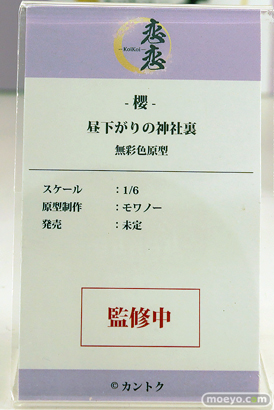 恋恋
KoiKoi
- 櫻 -
昼下がりの神社裏
無彩色原型
スケール ：1/6
原型制作 ：モワノー
発売 ：未定
監修中
© カントク
moeyo.com